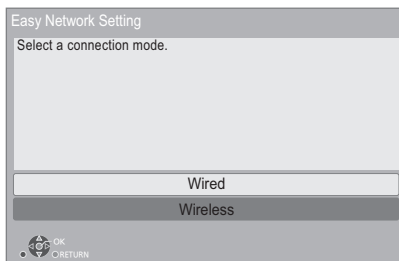 Easy Network Setting
Select a connection mode.
Wired
Wireless
OK
RETURN